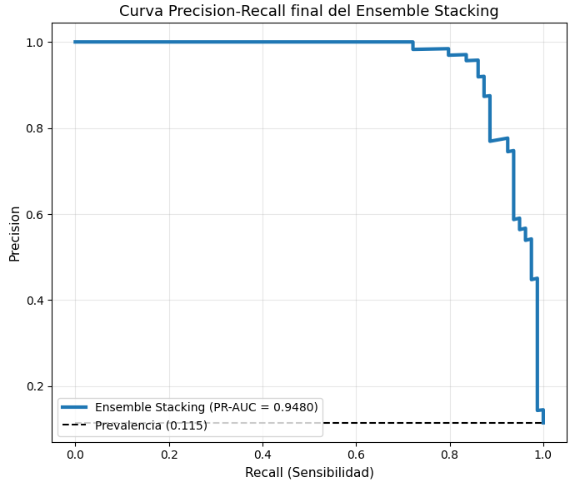 Curva Precision-Recall final del Ensemble Stacking
Precision
1.0
0.8
0.6
0.4
0.2
Ensemble Stacking (PR-AUC = 0.9480)
Prevalencia (0.115)
0.0 0.2 0.4 0.6 0.8 1.0
Recall (Sensibilidad)